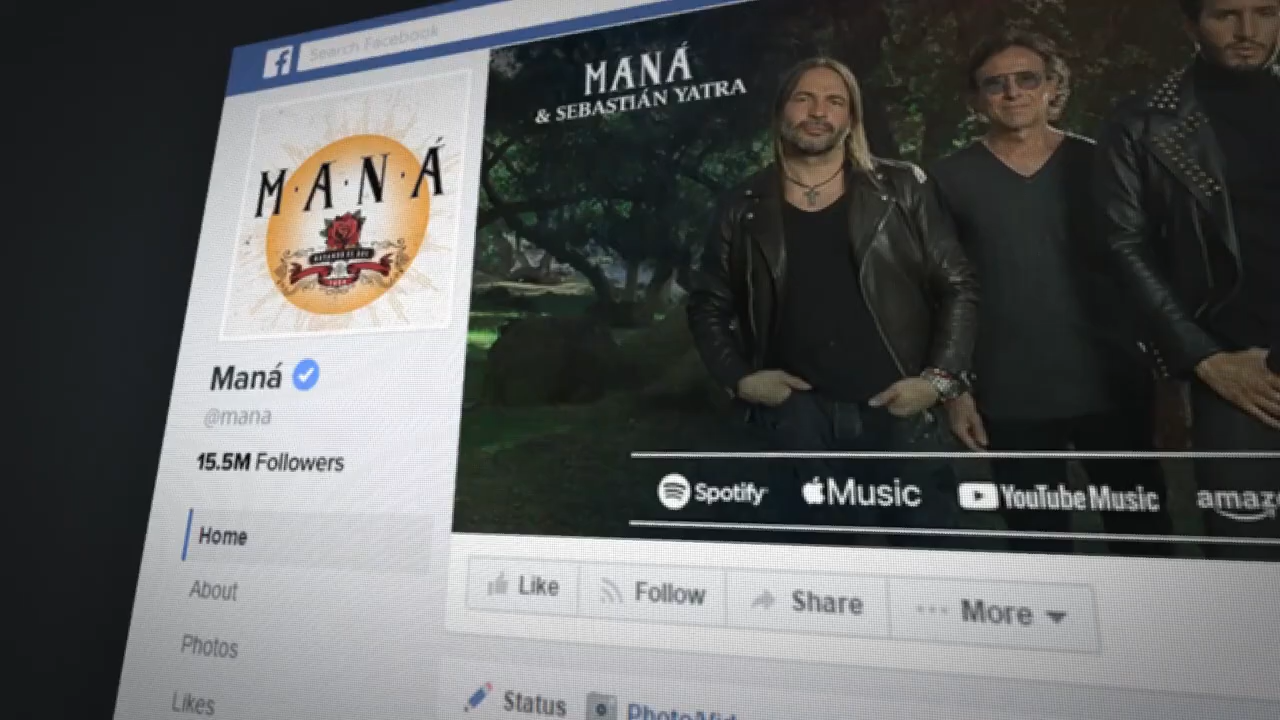 Search Facebook
MANÁ
& SEBASTIÁN YATRA
M·A·N·Á
Maná
@mana
15.5M Followers
Home
About
Photos
Likes
Spotify
Music
YouTube Music
Like
Follow
Share
More
Status